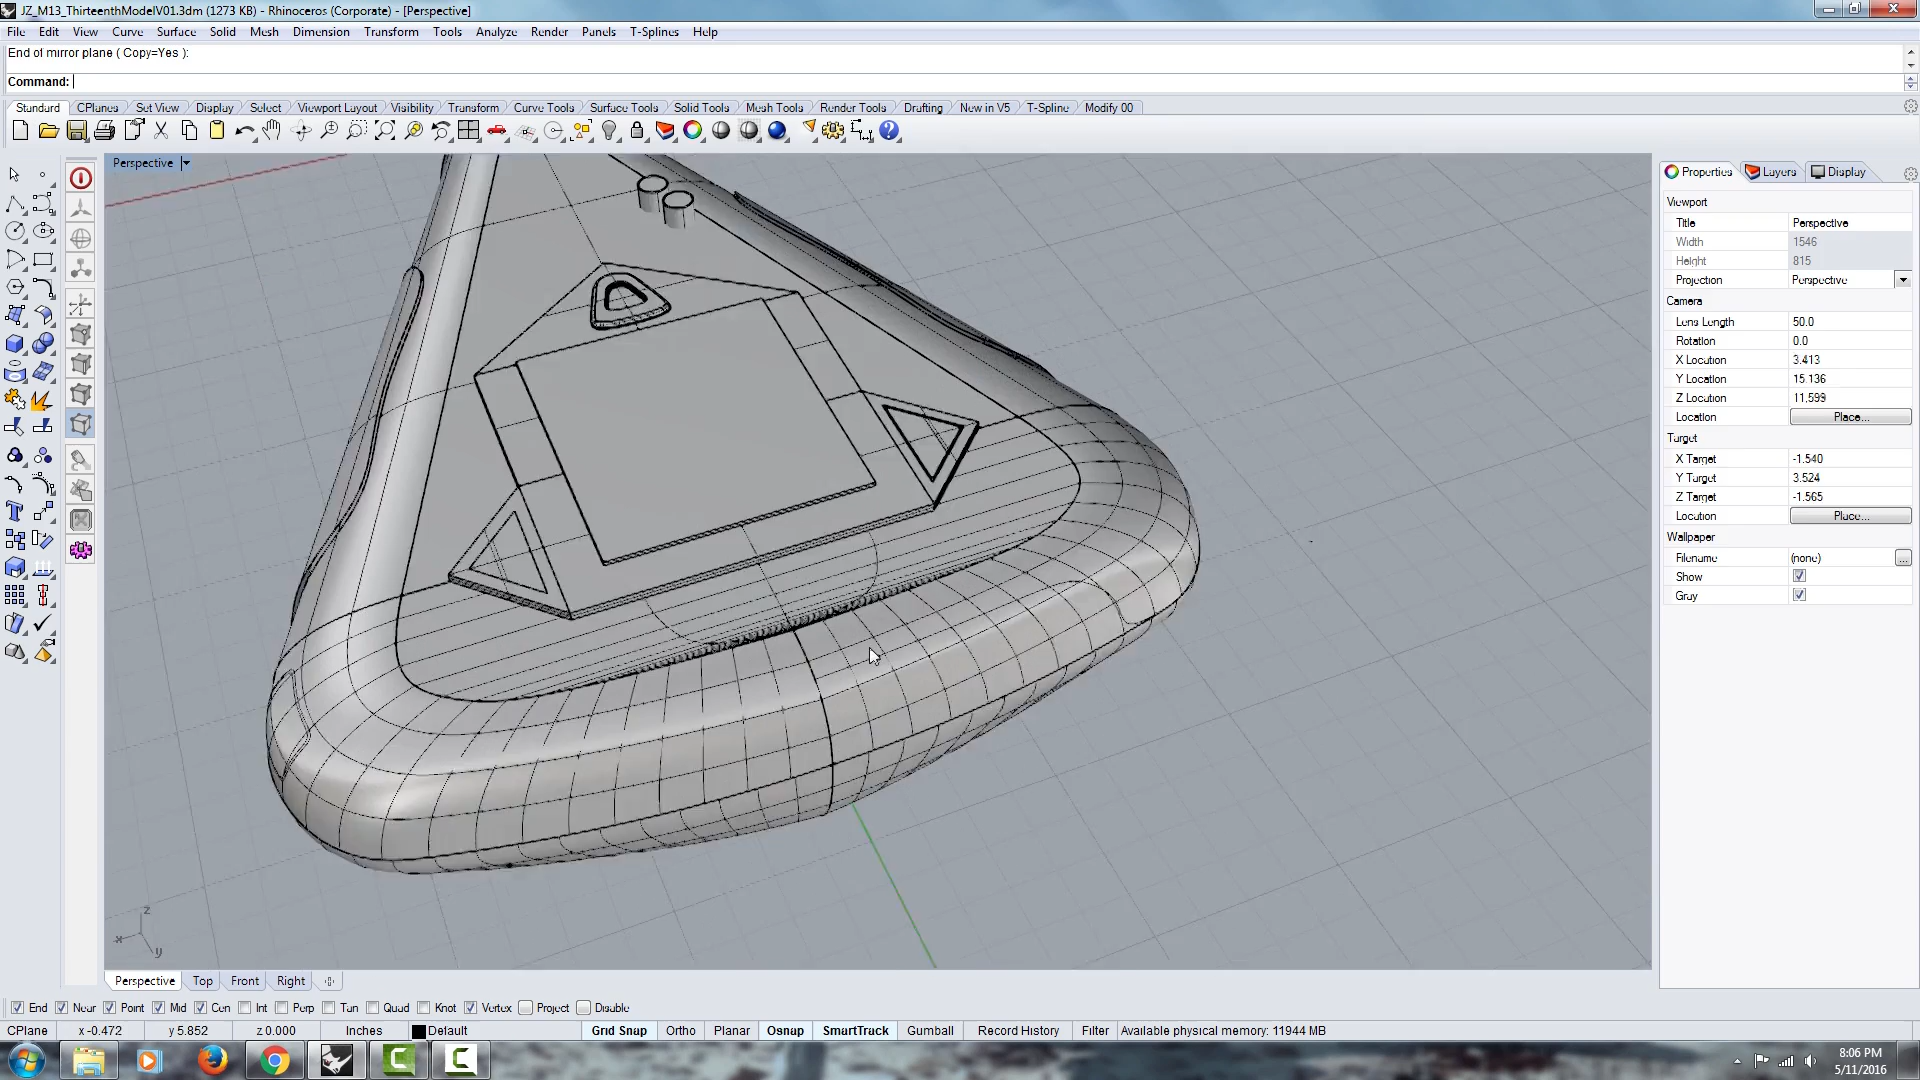 JZ_M13_ThirteenthModelV01.3dm (1273 KB) - Rhinoceros (Corporate) - [Perspective]
File Edit View Curve Surface Solid Mesh Dimension Transform Tools Analyze Render Panels T-Splines Help
End of mirror plane ( Copy=Yes ):
Command:
Standard CPlanes Set View Display Select Viewport Layout Visibility Transform Curve Tools Surface Tools Solid Tools Mesh Tools Render Tools Drafting New in V5 T-Spline Modify 00
Perspective
Properties Layers Display
Viewport
Title Perspective
Width 1546
Height 815
Projection Perspective
Camera
Lens Length 50.0
Rotation 0.0
X Location 3.413
Y Location 15.136
Z Location 11.599
Location Place...
Target
X Target -1.540
Y Target 3.524
Z Target -1.565
Location Place...
Wallpaper
Filename (none) ...
Show
Gray
z
x
y
Perspective Top Front Right
End Near Point Mid Cen Int Perp Tan Quad Knot Vertex Project Disable
CPlane x -0.472 y 5.852 z 0.000 Inches Default Grid Snap Ortho Planar Osnap SmartTrack Gumball Record History Filter Available physical memory: 11944 MB
8:06 PM
5/11/2016